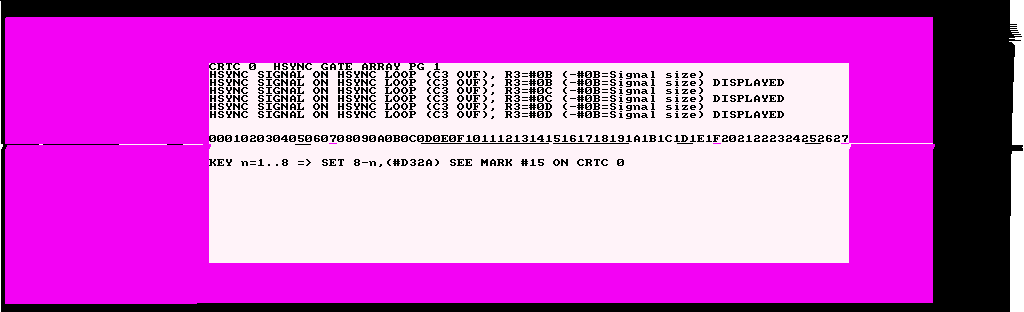 CRTC 0  HSYNC GATE ARRAY PG 1
HSYNC SIGNAL ON HSYNC LOOP (C3 OVF), R3=#0B (-#0B=Signal size)
HSYNC SIGNAL ON HSYNC LOOP (C3 OVF), R3=#0B (-#0B=Signal size) DISPLAYED
HSYNC SIGNAL ON HSYNC LOOP (C3 OVF), R3=#0C (-#0B=Signal size)
HSYNC SIGNAL ON HSYNC LOOP (C3 OVF), R3=#0C (-#0B=Signal size) DISPLAYED
HSYNC SIGNAL ON HSYNC LOOP (C3 OVF), R3=#0D (-#0B=Signal size)
HSYNC SIGNAL ON HSYNC LOOP (C3 OVF), R3=#0D (-#0B=Signal size) DISPLAYED
000102030405060708090A0B0C0D0E0F101112131415161718191A1B1C1D1E1F2021222324252627
KEY n=1..8 => SET 8-n,(#D32A) SEE MARK #15 ON CRTC 0